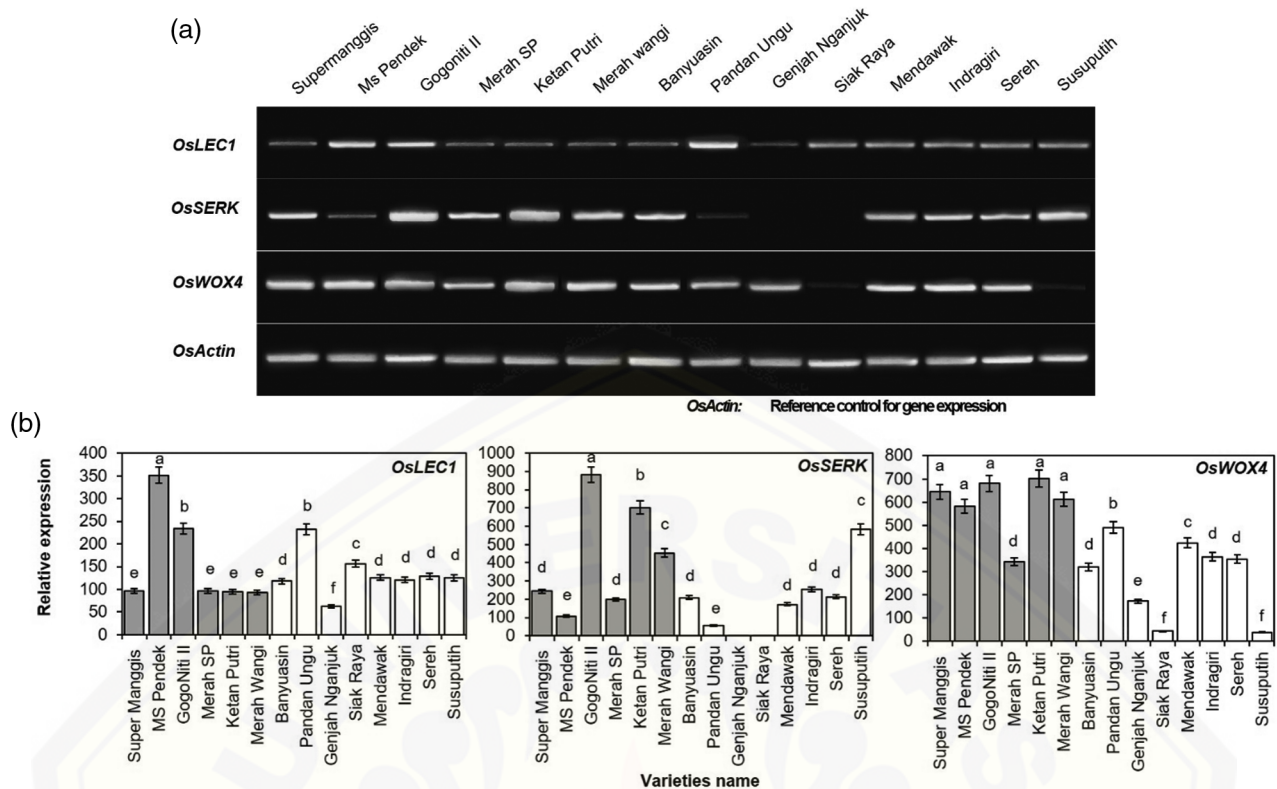 (a)
Supermanggis
Ms Pendek
Gogoniti II
Merah SP
Ketan Putri
Merah wangi
Banyuasin
Pandan Ungu
Genjah Nganjuk
Siak Raya
Mendawak
Indragiri
Sereh
Susuputih
OsLEC1
OsSERK
OsWOX4
OsActin
OsActin: Reference control for gene expression
(b)
Relative expression
400
350
300
250
200
150
100
50
0
OsLEC1
e a b e e e d b f c d d d d
Super Manggis
MS Pendek
GogoNiti II
Merah SP
Ketan Putri
Merah Wangi
Banyuasin
Pandan Ungu
Genjah Nganjuk
Siak Raya
Mendawak
Indragiri
Sereh
Susuputih
1000
900
800
700
600
500
400
300
200
100
0
OsSERK
d e a d b c d e d d d c
Super Manggis
MS Pendek
GogoNiti II
Merah SP
Ketan Putri
Merah Wangi
Banyuasin
Pandan Ungu
Genjah Nganjuk
Siak Raya
Mendawak
Indragiri
Sereh
Susuputih
800
700
600
500
400
300
200
100
0
OsWOX4
a a a d a a d b e f c d d f
Super Manggis
MS Pendek
GogoNiti II
Merah SP
Ketan Putri
Merah Wangi
Banyuasin
Pandan Ungu
Genjah Nganjuk
Siak Raya
Mendawak
Indragiri
Sereh
Susuputih
Varieties name